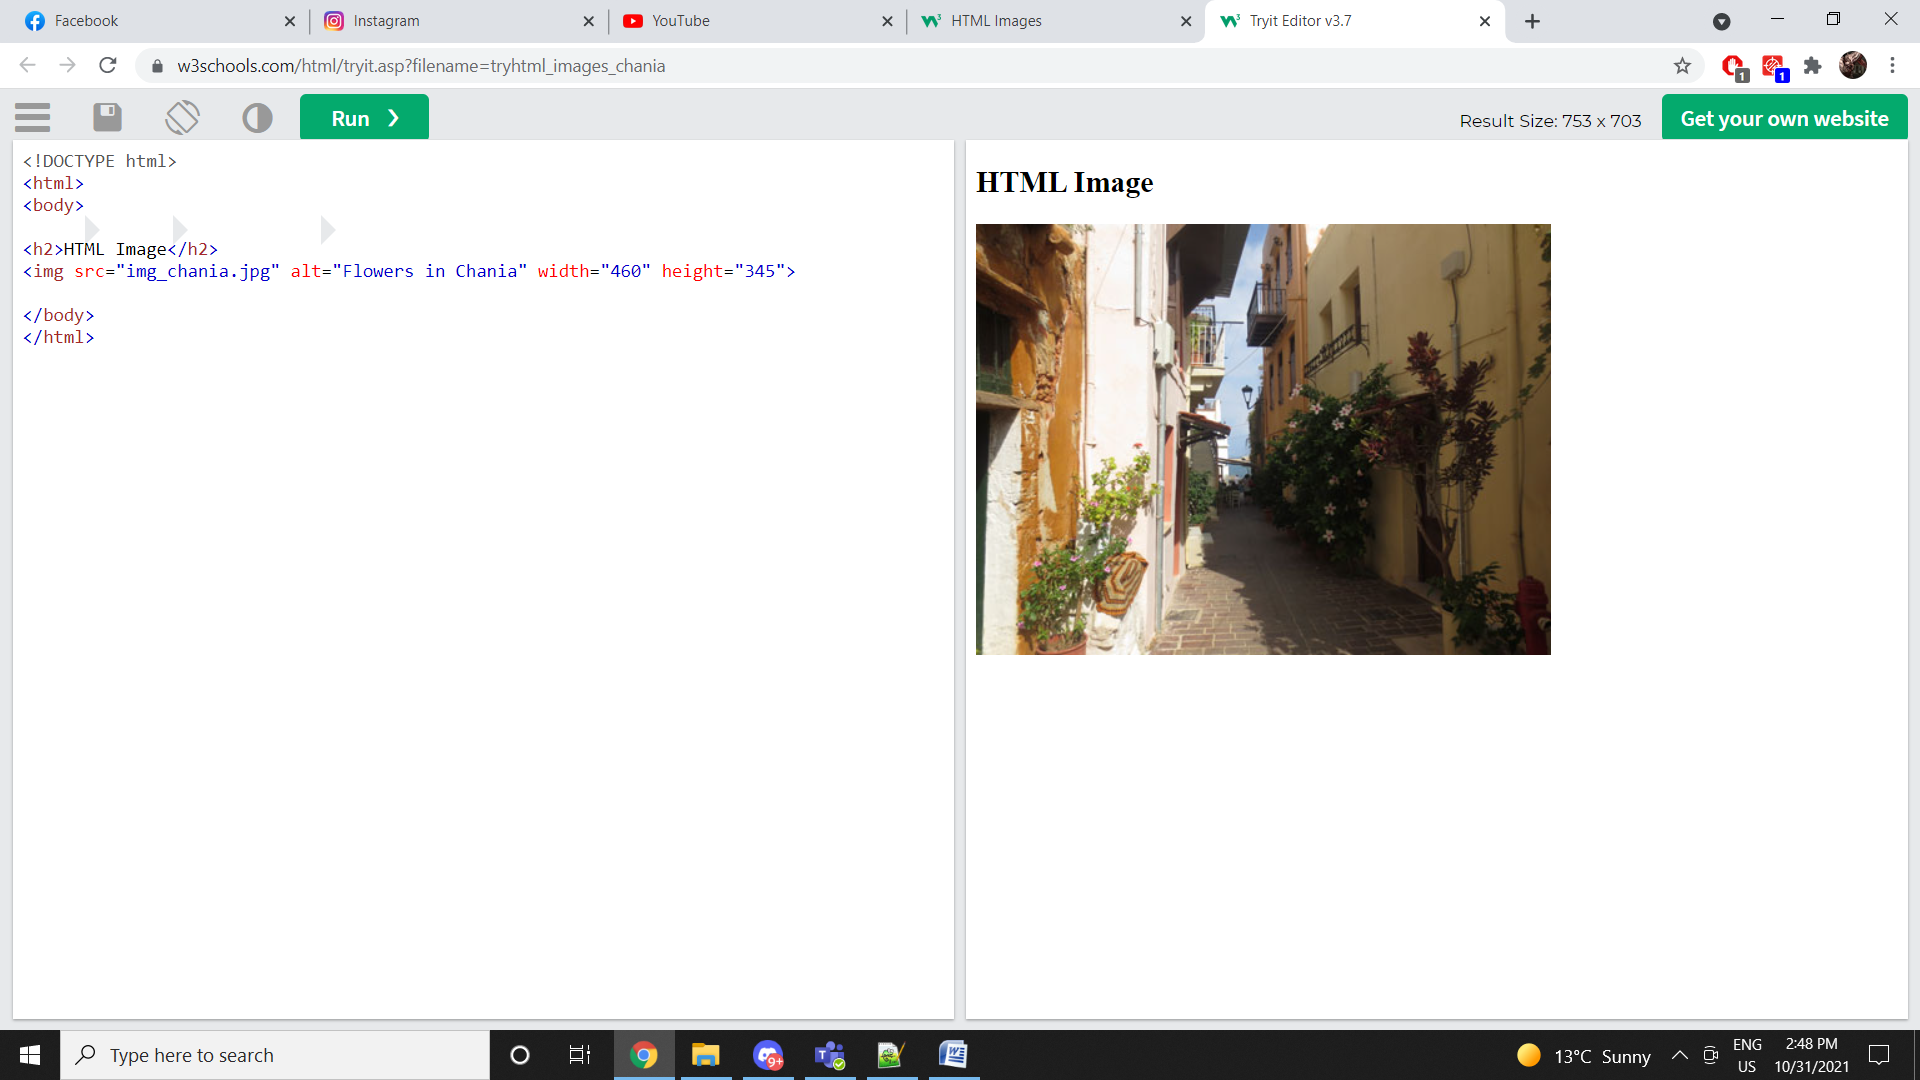 Facebook
Instagram
YouTube
HTML Images
Tryit Editor v3.7
w3schools.com/html/tryit.asp?filename=tryhtml_images_chania
1
1
Run ❯
Result Size: 753 x 703
Get your own website
<!DOCTYPE html>
<html>
<body>
<h2>HTML Image</h2>
<img src="img_chania.jpg" alt="Flowers in Chania" width="460" height="345">
</body>
</html>
HTML Image
Type here to search
9+
13°C Sunny
ENG
US
2:48 PM
10/31/2021